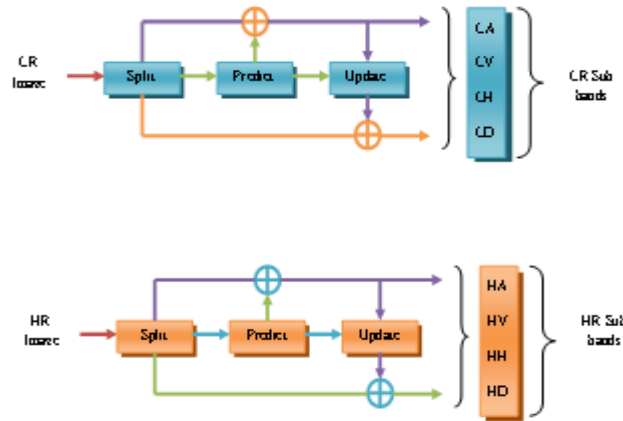 CR
Image
Split
Predict
Update
CA
CV
CH
CD
CR Sub
bands
HR
Image
Split
Predict
Update
HA
HV
HH
HD
HR Sub
bands